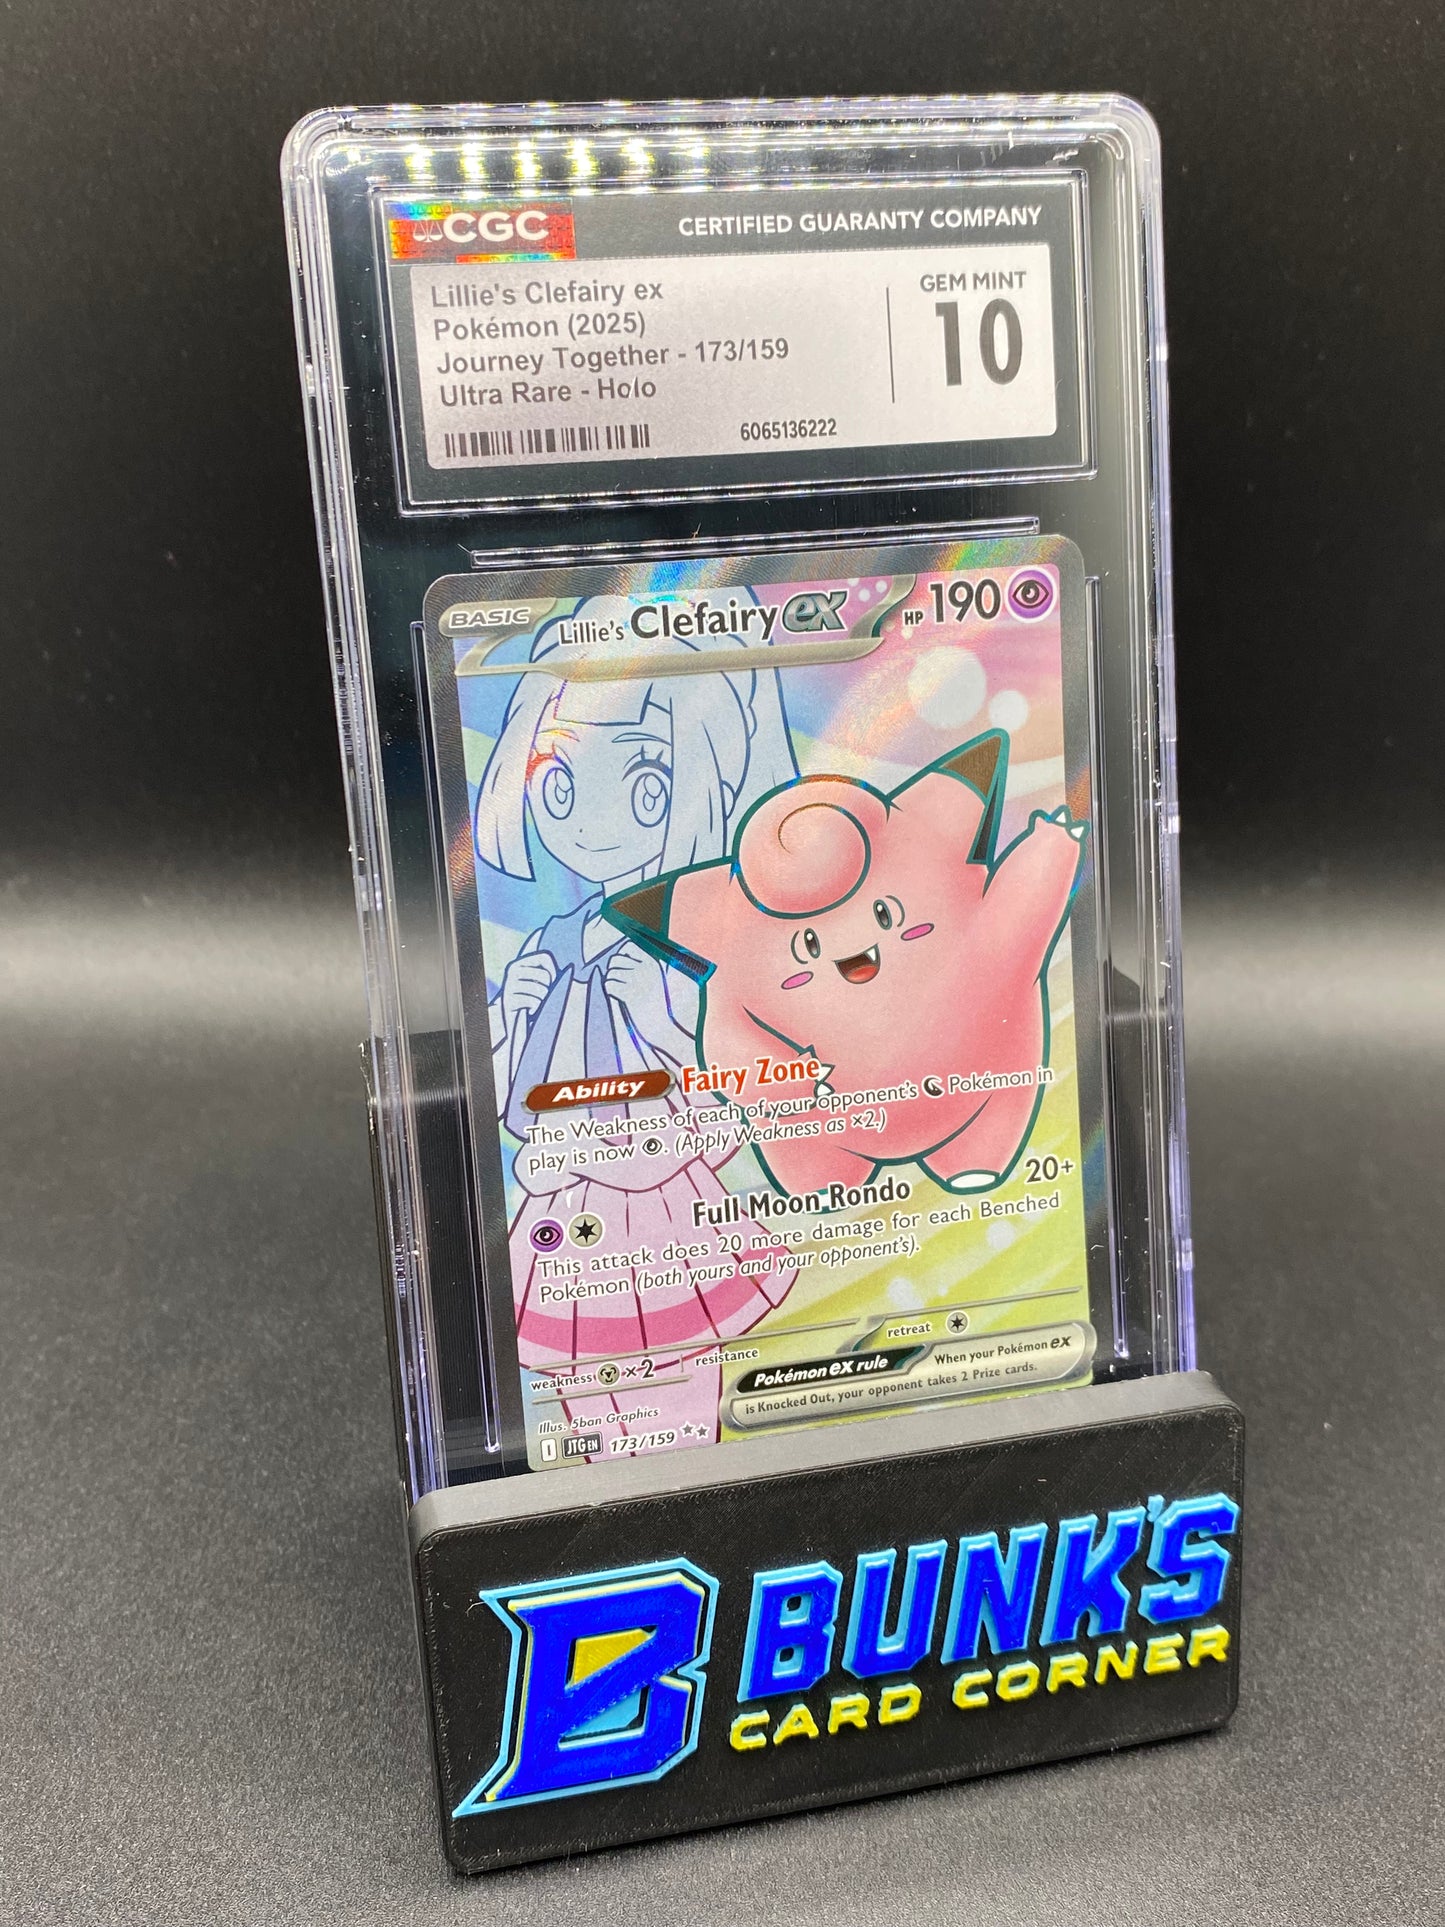 CGC
CERTIFIED GUARANTY COMPANY
Lillie's Clefairy ex
Pokémon (2025)
Journey Together - 173/159
Ultra Rare - Holo
GEM MINT
10
6065136222
BASIC
Lillie's Clefairy ex
HP 190
Ability Fairy Zone
The Weakness of each of your opponent's Pokémon in
play is now . (Apply Weakness as ×2.)
Full Moon Rondo 20+
This attack does 20 more damage for each Benched
Pokémon (both yours and your opponent's).
weakness ×2 resistance retreat
Pokémon ex rule When your Pokémon ex
is Knocked Out, your opponent takes 2 Prize cards.
Illus. 5ban Graphics
I JTG EN 173/159
B BUNK'S
CARD CORNER